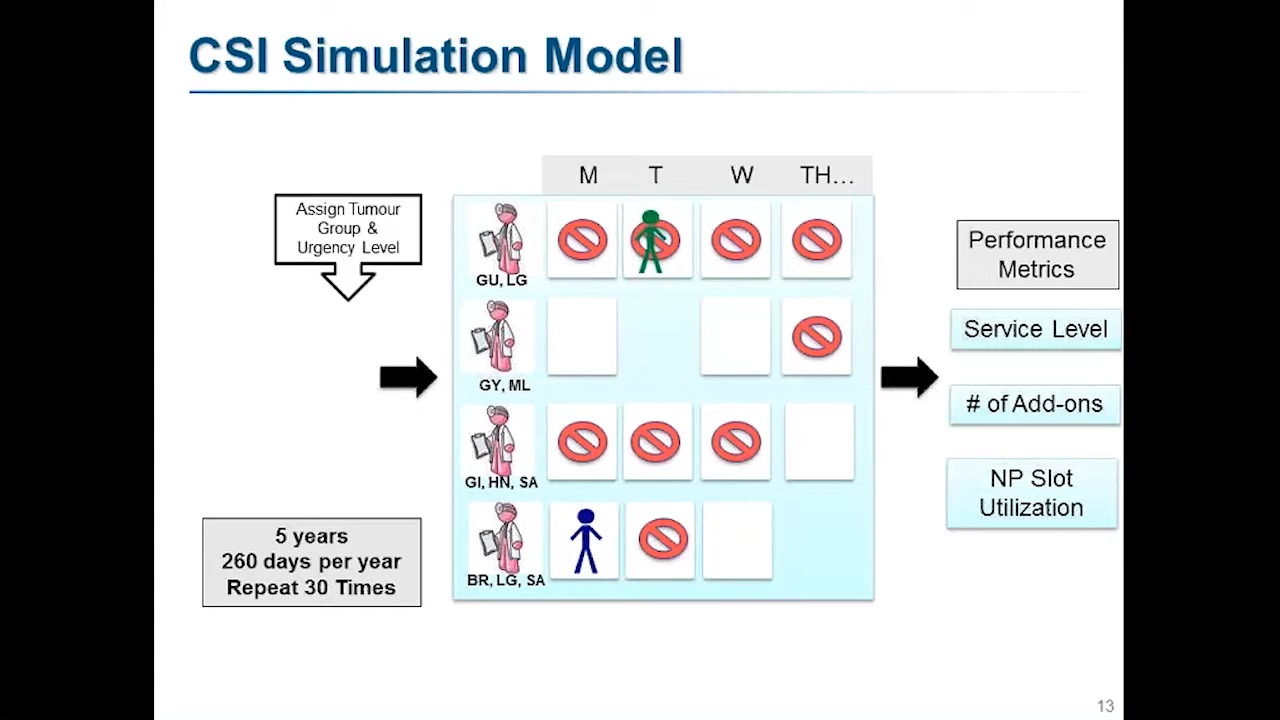 CSI Simulation Model
M T W TH...
Assign Tumour
Group &
Urgency Level
GU, LG
GY, ML
GI, HN, SA
BR, LG, SA
5 years
260 days per year
Repeat 30 Times
Performance
Metrics
Service Level
# of Add-ons
NP Slot
Utilization
13